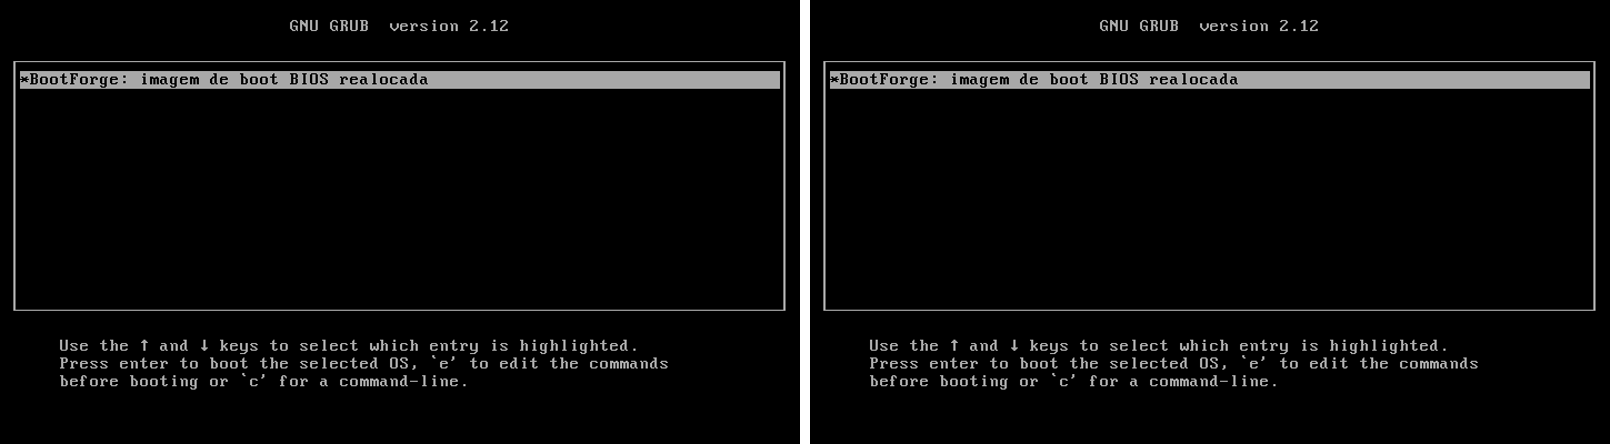 GNU GRUB  version 2.12
*BootForge: imagem de boot BIOS realocada
Use the ↑ and ↓ keys to select which entry is highlighted.
Press enter to boot the selected OS, `e' to edit the commands
before booting or `c' for a command-line.
GNU GRUB  version 2.12
*BootForge: imagem de boot BIOS realocada
Use the ↑ and ↓ keys to select which entry is highlighted.
Press enter to boot the selected OS, `e' to edit the commands
before booting or `c' for a command-line.